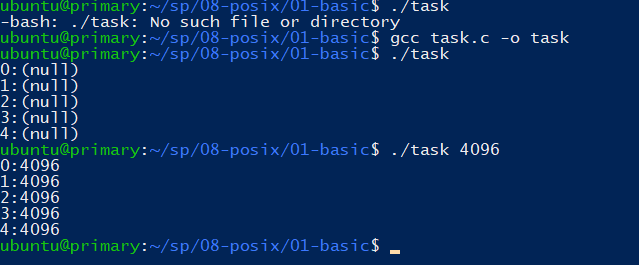 ubuntu@primary:~/sp/08-posix/01-basic$ ./task
-bash: ./task: No such file or directory
ubuntu@primary:~/sp/08-posix/01-basic$ gcc task.c -o task
ubuntu@primary:~/sp/08-posix/01-basic$ ./task
0:(null)
1:(null)
2:(null)
3:(null)
4:(null)
ubuntu@primary:~/sp/08-posix/01-basic$ ./task 4096
0:4096
1:4096
2:4096
3:4096
4:4096
ubuntu@primary:~/sp/08-posix/01-basic$